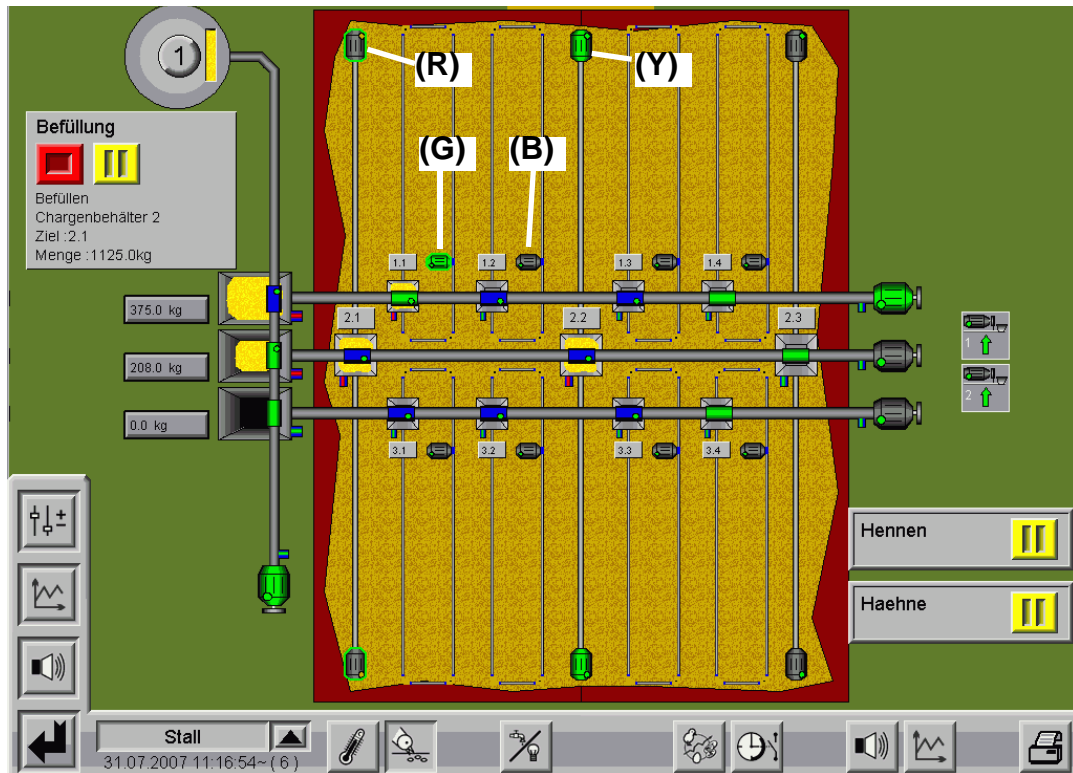 1
(R)
(Y)
(G)
(B)
Befüllung
Befüllen
Chargenbehälter 2
Ziel :2.1
Menge :1125.0kg
1.1
1.2
1.3
1.4
375.0 kg
2.1
2.2
2.3
1
208.0 kg
2
0.0 kg
3.1
3.2
3.3
3.4
Hennen
Haehne
Stall
31.07.2007 11:16:54~ ( 6 )